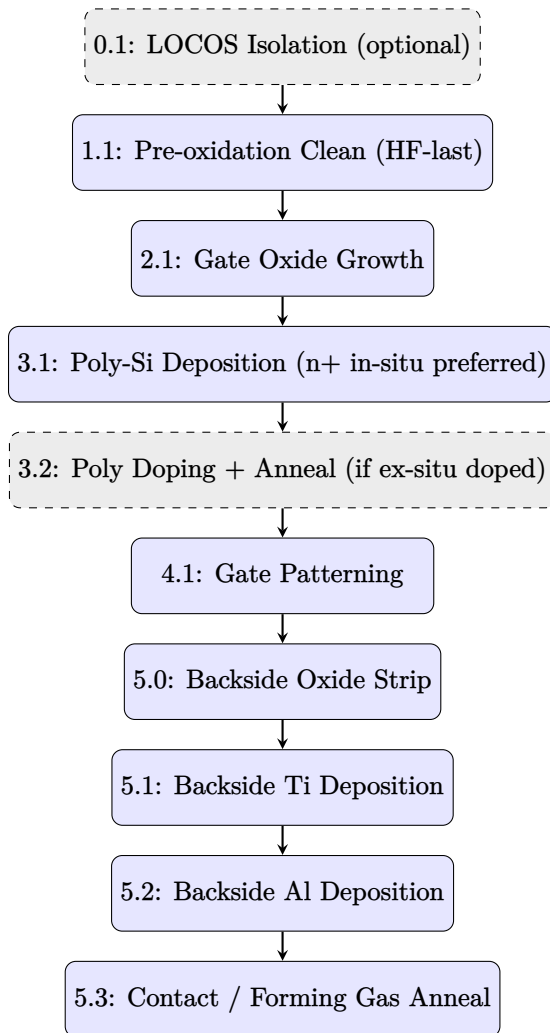 0.1: LOCOS Isolation (optional)
1.1: Pre-oxidation Clean (HF-last)
2.1: Gate Oxide Growth
3.1: Poly-Si Deposition (n+ in-situ preferred)
3.2: Poly Doping + Anneal (if ex-situ doped)
4.1: Gate Patterning
5.0: Backside Oxide Strip
5.1: Backside Ti Deposition
5.2: Backside Al Deposition
5.3: Contact / Forming Gas Anneal